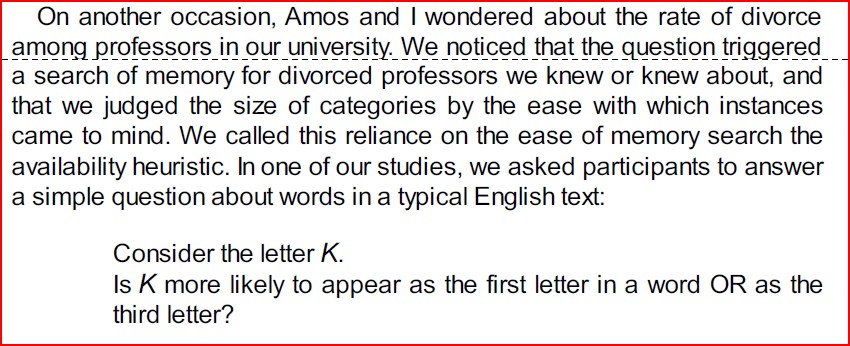 On another occasion, Amos and I wondered about the rate of divorce
among professors in our university. We noticed that the question triggered
a search of memory for divorced professors we knew or knew about, and
that we judged the size of categories by the ease with which instances
came to mind. We called this reliance on the ease of memory search the
availability heuristic. In one of our studies, we asked participants to answer
a simple question about words in a typical English text:
Consider the letter K.
Is K more likely to appear as the first letter in a word OR as the
third letter?